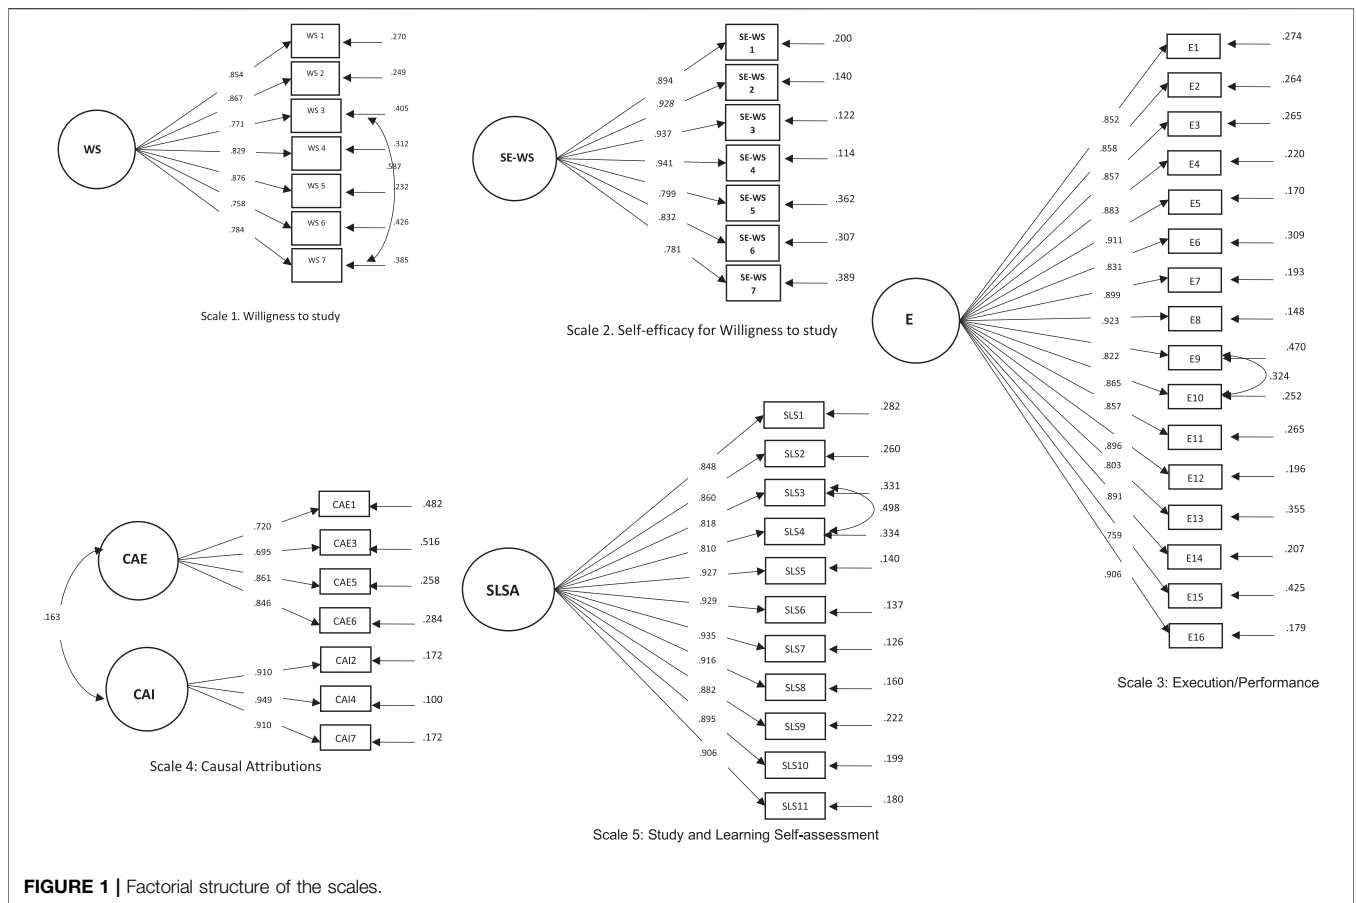 WS
.854
.867
.771
.829
.876
.758
.784
WS 1
WS 2
WS 3
WS 4
WS 5
WS 6
WS 7
.270
.249
.405
.312
.587
.232
.426
.385
Scale 1. Willigness to study
SE-WS
.894
.928
.937
.941
.799
.832
.781
SE-WS
1
SE-WS
2
SE-WS
3
SE-WS
4
SE-WS
5
SE-WS
6
SE-WS
7
.200
.140
.122
.114
.362
.307
.389
Scale 2. Self-efficacy for Willigness to study
E
.852
.858
.857
.883
.911
.831
.899
.923
.822
.865
.857
.896
.803
.891
.759
.906
E1
E2
E3
E4
E5
E6
E7
E8
E9
E10
E11
E12
E13
E14
E15
E16
.274
.264
.265
.220
.170
.309
.193
.148
.470
.324
.252
.265
.196
.355
.207
.425
.179
Scale 3: Execution/Performance
CAE
CAI
.163
.720
.695
.861
.846
.910
.949
.910
CAE1
CAE3
CAE5
CAE6
CAI2
CAI4
CAI7
.482
.516
.258
.284
.172
.100
.172
Scale 4: Causal Attributions
SLSA
.848
.860
.818
.810
.927
.929
.935
.916
.882
.895
.906
SLS1
SLS2
SLS3
SLS4
SLS5
SLS6
SLS7
SLS8
SLS9
SLS10
SLS11
.282
.260
.331
.498
.334
.140
.137
.126
.160
.222
.199
.180
Scale 5: Study and Learning Self-assessment
FIGURE 1 | Factorial structure of the scales.